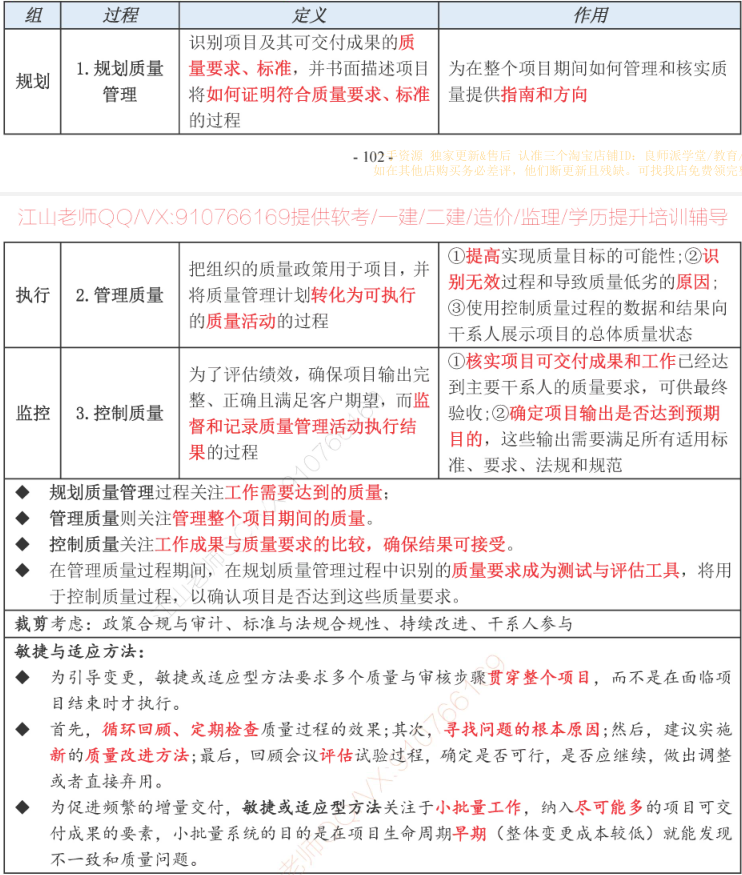 组 过程 定义 作用
规划
1.规划质量
管理
识别项目及其可交付成果的质
量要求、标准，并书面描述项目
将如何证明符合质量要求、标准
的过程
为在整个项目期间如何管理和核实质
量提供指南和方向
- 102 -
手资源 独家更新&售后 认准三个淘宝店铺ID：良师派学堂/教育/
如在其他店购买务必差评，他们断更新且残缺。可找我店免费领完
江山老师QQ/VX:910766169提供软考/一建/二建/造价/监理/学历提升培训辅导
执行
2.管理质量
把组织的质量政策用于项目，并
将质量管理计划转化为可执行
的质量活动的过程
①提高实现质量目标的可能性;②识
别无效过程和导致质量低劣的原因;
③使用控制质量过程的数据和结果向
干系人展示项目的总体质量状态
监控
3.控制质量
为了评估绩效，确保项目输出完
整、正确且满足客户期望，而监
督和记录质量管理活动执行结
果的过程
①核实项目可交付成果和工作已经达
到主要干系人的质量要求，可供最终
验收;②确定项目输出是否达到预期
目的，这些输出需要满足所有适用标
准、要求、法规和规范
◆ 规划质量管理过程关注工作需要达到的质量；
◆ 管理质量则关注管理整个项目期间的质量。
◆ 控制质量关注工作成果与质量要求的比较，确保结果可接受。
◆ 在管理质量过程期间，在规划质量管理过程中识别的质量要求成为测试与评估工具，将用
于控制质量过程，以确认项目是否达到这些质量要求。
裁剪考虑：政策合规与审计、标准与法规合规性、持续改进、干系人参与
敏捷与适应方法：
◆ 为引导变更，敏捷或适应型方法要求多个质量与审核步骤贯穿整个项目，而不是在面临项
目结束时才执行。
◆ 首先，循环回顾、定期检查质量过程的效果;其次，寻找问题的根本原因;然后，建议实施
新的质量改进方法;最后，回顾会议评估试验过程，确定是否可行，是否应继续，做出调整
或者直接弃用。
◆ 为促进频繁的增量交付，敏捷或适应型方法关注于小批量工作，纳入尽可能多的项目可交
付成果的要素，小批量系统的目的是在项目生命周期早期（整体变更成本较低）就能发现
不一致和质量问题。